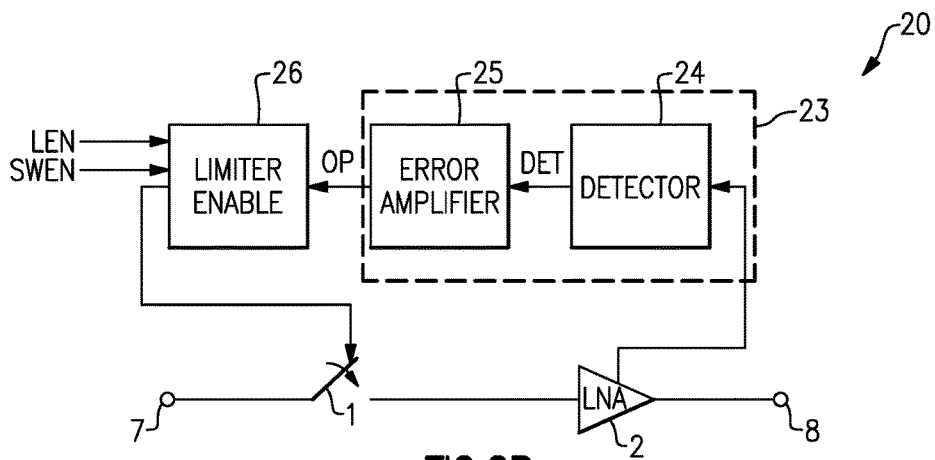 20
26
25
24
23
LEN
SWEN
LIMITER
ENABLE
OP
ERROR
AMPLIFIER
DET
DETECTOR
7
1
LNA
2
8